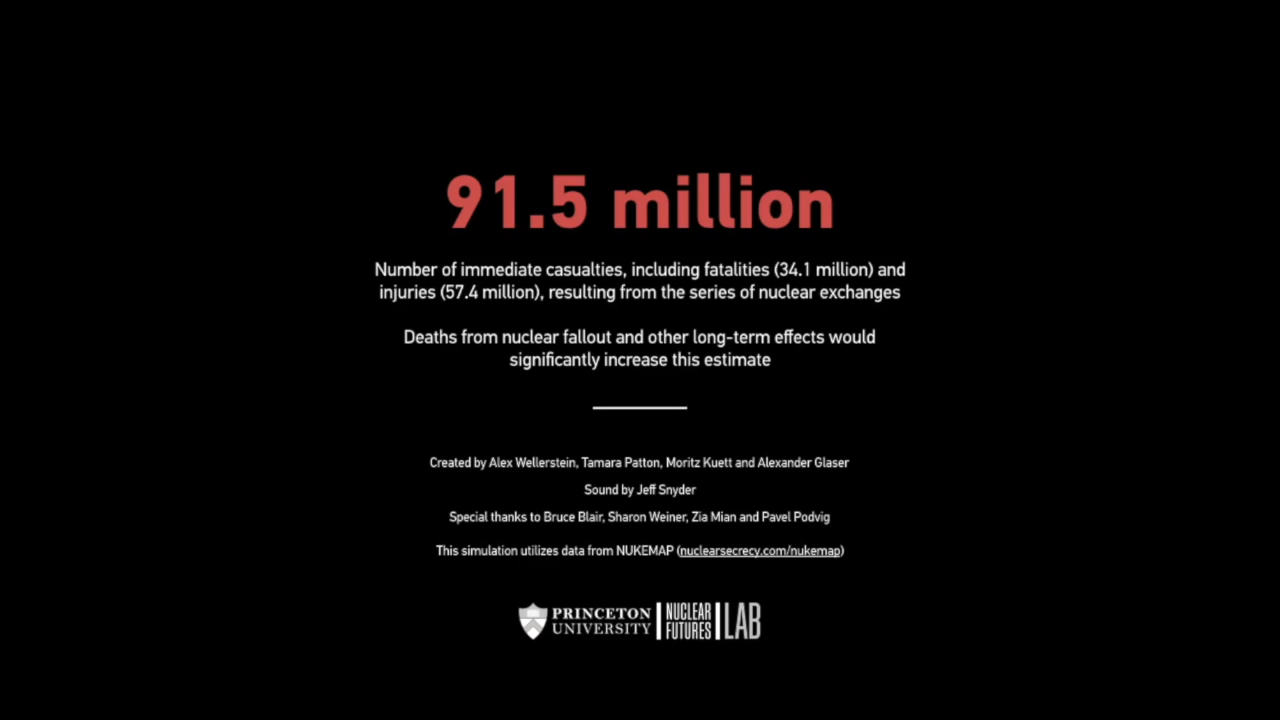 91.5 million
Number of immediate casualties, including fatalities (34.1 million) and
injuries (57.4 million), resulting from the series of nuclear exchanges
Deaths from nuclear fallout and other long-term effects would
significantly increase this estimate
Created by Alex Wellerstein, Tamara Patton, Moritz Kuett and Alexander Glaser
Sound by Jeff Snyder
Special thanks to Bruce Blair, Sharon Weiner, Zia Mian and Pavel Podvig
This simulation utilizes data from NUKEMAP (nuclearsecrecy.com/nukemap)
PRINCETON
UNIVERSITY
NUCLEAR
FUTURES
LAB